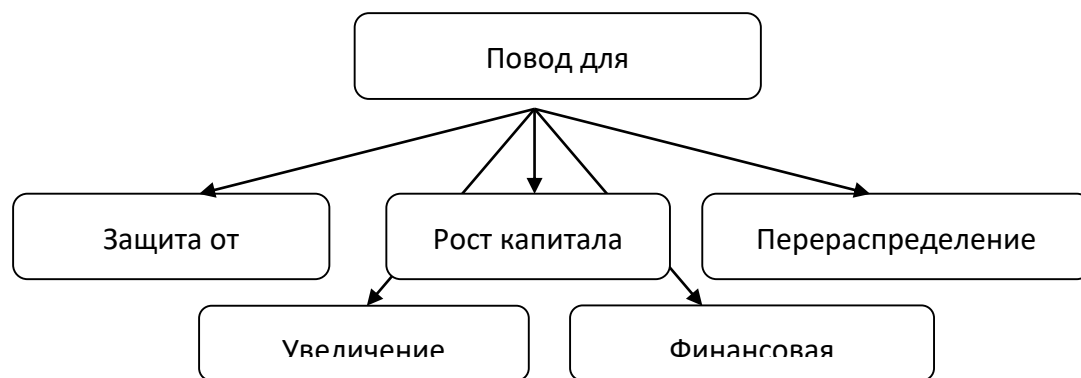 Повод для
Защита от
Рост капитала
Перераспределение
Увеличение
Финансовая